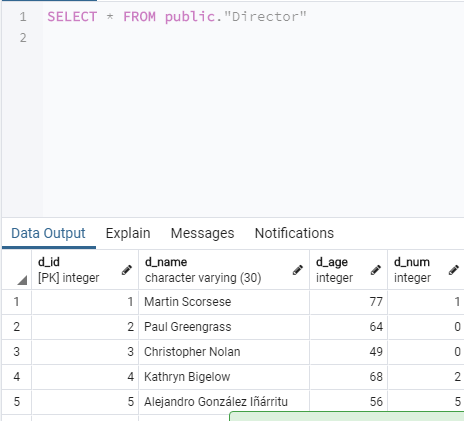 1 SELECT * FROM public."Director"
2
Data Output Explain Messages Notifications
d_id d_name d_age d_num
[PK] integer character varying (30) integer integer
1 1 Martin Scorsese 77 1
2 2 Paul Greengrass 64 0
3 3 Christopher Nolan 49 0
4 4 Kathryn Bigelow 68 2
5 5 Alejandro González Iñárritu 56 5